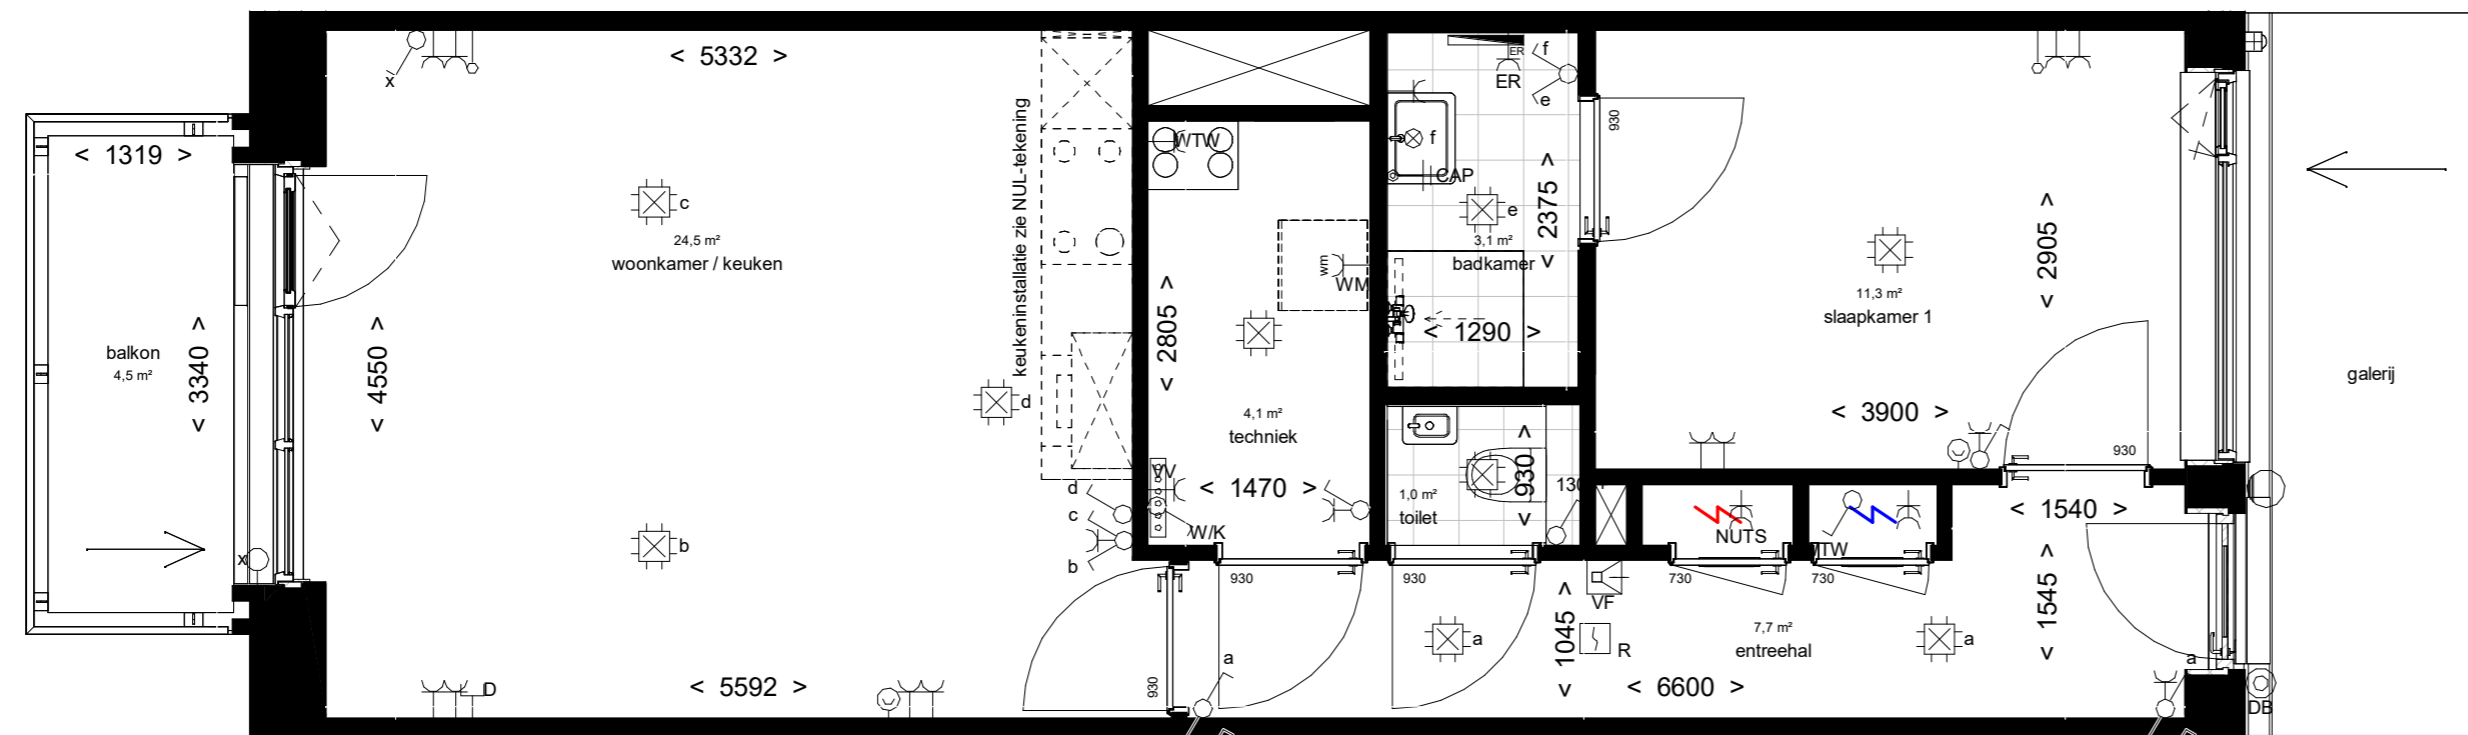 < 5332 >
x
ER
f
ER
e
930
< 1319 >
keukeninstallatie zie NUL-tekening
WTW
f
CAP
< 2375 >
c
e
24,5 m²
woonkamer / keuken
3,1 m²
badkamer
< 2905 >
wm
WM
11,3 m²
slaapkamer 1
< 2805 >
< 1290 >
balkon
4,5 m²
< 3340 >
< 4550 >
galerij
d
4,1 m²
techniek
< 3900 >
930
VV
d
c
b
< 1470 >
W/K
1,0 m²
toilet
< 930 >
NUTS
< 1540 >
b
x
930
930
730
730
VF
< 1045 >
R
a
a
7,7 m²
entreehal
a
< 1545 >
a
D
< 5592 >
930
< 6600 >
DB